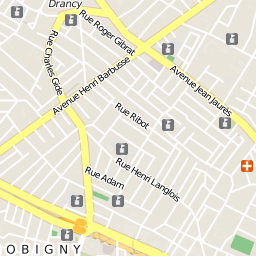 Drancy
Rue Roger Gibrat
Rue Charles Gide
Avenue Henri Barbusse
Avenue Jean Jaurès
Rue Ribot
Rue Henri Langlois
Rue Adam
OBIGNY